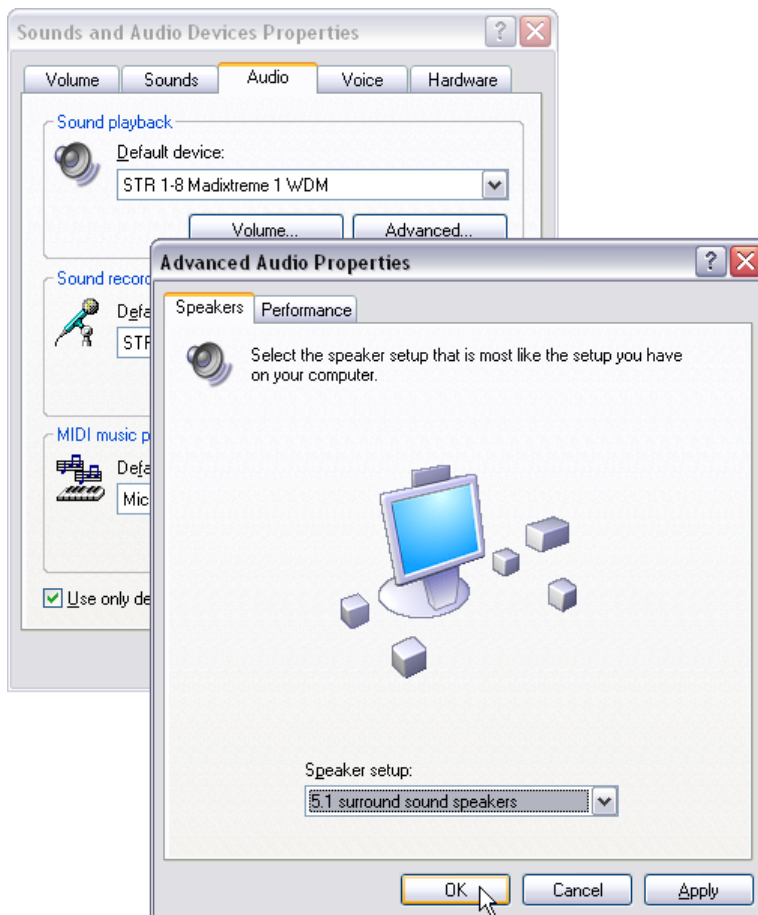 Sounds and Audio Devices Properties
Volume
Sounds
Audio
Voice
Hardware
Sound playback
Default device:
STR 1-8 Madixtreme 1 WDM
Volume...
Advanced...
Sound recor
Defa
STR
MIDI music p
Defa
Mic
Use only de
Advanced Audio Properties
Speakers
Performance
Select the speaker setup that is most like the setup you have
on your computer.
Speaker setup:
5.1 surround sound speakers
OK
Cancel
Apply